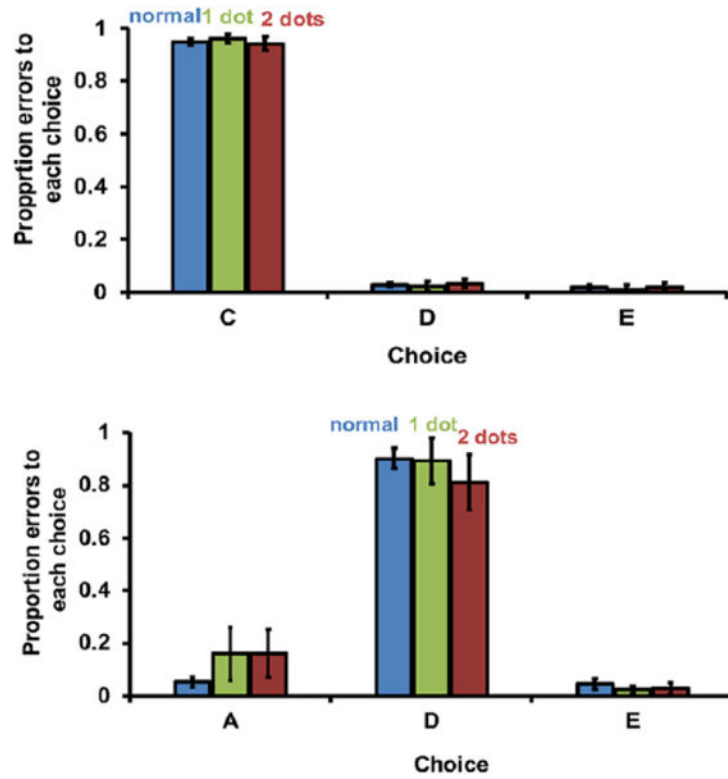 normal 1 dot 2 dots
Propprtion errors to
each choice
1
0.8
0.6
0.4
0.2
0
C D E
Choice
normal 1 dot
2 dots
Proportion errors to
each choice
1
0.8
0.6
0.4
0.2
0
A D E
Choice